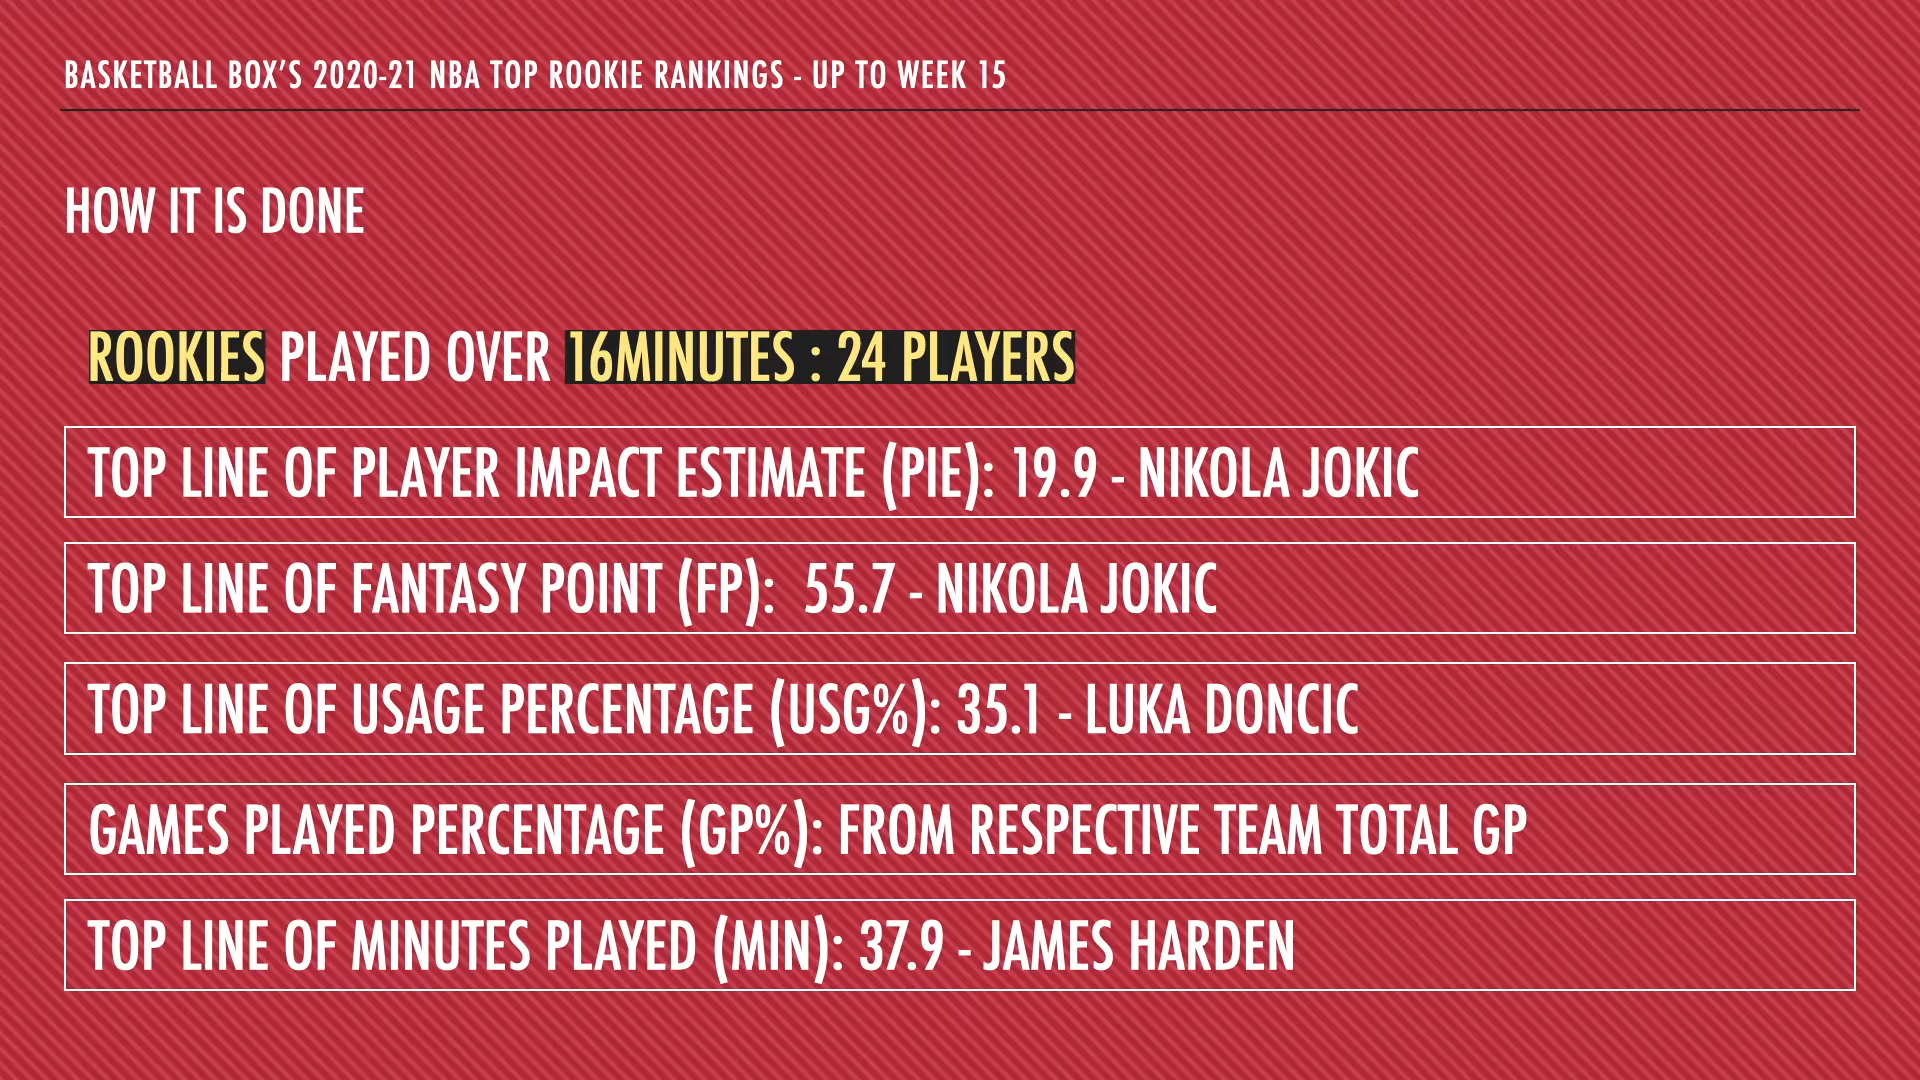 BASKETBALL BOX’S 2020-21 NBA TOP ROOKIE RANKINGS - UP TO WEEK 15
HOW IT IS DONE
ROOKIES PLAYED OVER 16MINUTES : 24 PLAYERS
TOP LINE OF PLAYER IMPACT ESTIMATE (PIE): 19.9 - NIKOLA JOKIC
TOP LINE OF FANTASY POINT (FP):  55.7 - NIKOLA JOKIC
TOP LINE OF USAGE PERCENTAGE (USG%): 35.1 - LUKA DONCIC
GAMES PLAYED PERCENTAGE (GP%): FROM RESPECTIVE TEAM TOTAL GP
TOP LINE OF MINUTES PLAYED (MIN): 37.9 - JAMES HARDEN